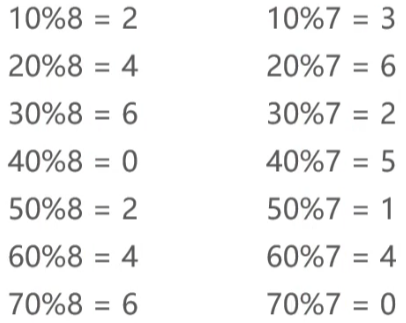 10%8 = 2 10%7 = 3
20%8 = 4 20%7 = 6
30%8 = 6 30%7 = 2
40%8 = 0 40%7 = 5
50%8 = 2 50%7 = 1
60%8 = 4 60%7 = 4
70%8 = 6 70%7 = 0